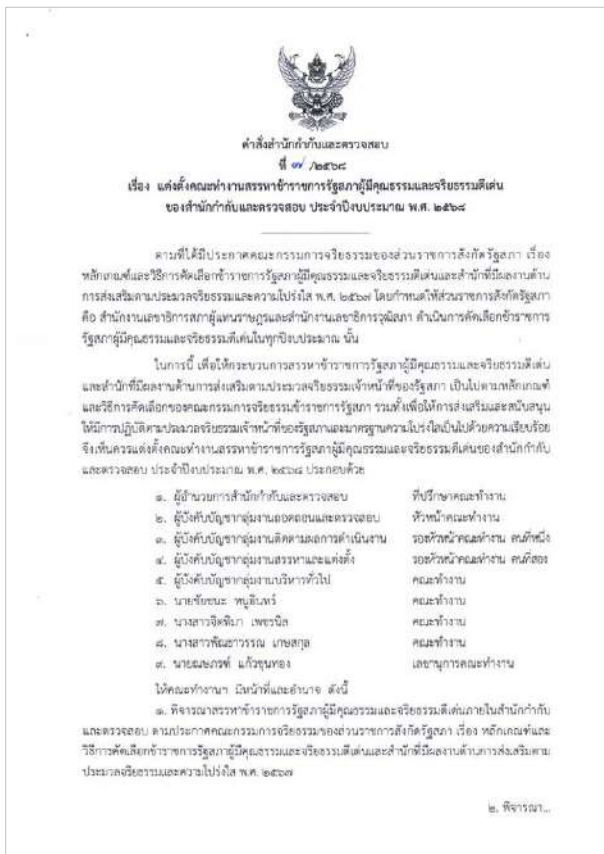 คำสั่งสำนักกำกับและตรวจสอบ
ที่ ๗ /๒๕๖๘
เรื่อง แต่งตั้งคณะทำงานสรรหาข้าราชการรัฐสภาผู้มีคุณธรรมและจริยธรรมดีเด่น
ของสำนักกำกับและตรวจสอบ ประจำปีงบประมาณ พ.ศ. ๒๕๖๘
ตามที่ได้มีประกาศคณะกรรมการจริยธรรมของส่วนราชการสังกัดรัฐสภา เรื่อง
หลักเกณฑ์และวิธีการคัดเลือกข้าราชการรัฐสภาผู้มีคุณธรรมและจริยธรรมดีเด่นและสำนักที่มีผลงานด้าน
การส่งเสริมตามประมวลจริยธรรมและความโปร่งใส พ.ศ. ๒๕๖๗ โดยกำหนดให้ส่วนราชการสังกัดรัฐสภา
คือ สำนักงานเลขาธิการสภาผู้แทนราษฎรและสำนักงานเลขาธิการวุฒิสภา ดำเนินการคัดเลือกข้าราชการ
รัฐสภาผู้มีคุณธรรมและจริยธรรมดีเด่นในทุกปีงบประมาณ นั้น
ในการนี้ เพื่อให้กระบวนการสรรหาข้าราชการรัฐสภาผู้มีคุณธรรมและจริยธรรมดีเด่น
และสำนักที่มีผลงานด้านการส่งเสริมตามประมวลจริยธรรมเจ้าหน้าที่ของรัฐสภา เป็นไปตามหลักเกณฑ์
และวิธีการคัดเลือกของคณะกรรมการจริยธรรมข้าราชการรัฐสภา รวมทั้งเพื่อให้การส่งเสริมและสนับสนุน
ให้มีการปฏิบัติตามประมวลจริยธรรมเจ้าหน้าที่ของรัฐสภาและมาตรฐานความโปร่งใสเป็นไปด้วยความเรียบร้อย
จึงเห็นควรแต่งตั้งคณะทำงานสรรหาข้าราชการรัฐสภาผู้มีคุณธรรมและจริยธรรมดีเด่นของสำนักกำกับ
และตรวจสอบ ประจำปีงบประมาณ พ.ศ. ๒๕๖๘ ประกอบด้วย
๑. ผู้อำนวยการสำนักกำกับและตรวจสอบ ที่ปรึกษาคณะทำงาน
๒. ผู้บังคับบัญชากลุ่มงานถอดถอนและตรวจสอบ หัวหน้าคณะทำงาน
๓. ผู้บังคับบัญชากลุ่มงานติดตามผลการดำเนินงาน รองหัวหน้าคณะทำงาน คนที่หนึ่ง
๔. ผู้บังคับบัญชากลุ่มงานสรรหาและแต่งตั้ง รองหัวหน้าคณะทำงาน คนที่สอง
๕. ผู้บังคับบัญชากลุ่มงานบริหารทั่วไป คณะทำงาน
๖. นายชัยชนะ หนูอินทร์ คณะทำงาน
๗. นางสาวจิตติมา เพชรนิล คณะทำงาน
๘. นางสาวพัณธาวรรณ เกษสกุล คณะทำงาน
๙. นายณษภรฑ์ แก้วขุนทอง เลขานุการคณะทำงาน
ให้คณะทำงานฯ มีหน้าที่และอำนาจ ดังนี้
๑. พิจารณาสรรหาข้าราชการรัฐสภาผู้มีคุณธรรมและจริยธรรมดีเด่นภายในสำนักกำกับ
และตรวจสอบ ตามประกาศคณะกรรมการจริยธรรมของส่วนราชการสังกัดรัฐสภา เรื่อง หลักเกณฑ์และ
วิธีการคัดเลือกข้าราชการรัฐสภาผู้มีคุณธรรมและจริยธรรมดีเด่นและสำนักที่มีผลงานด้านการส่งเสริมตาม
ประมวลจริยธรรมและความโปร่งใส พ.ศ. ๒๕๖๗
๒. พิจารณา...